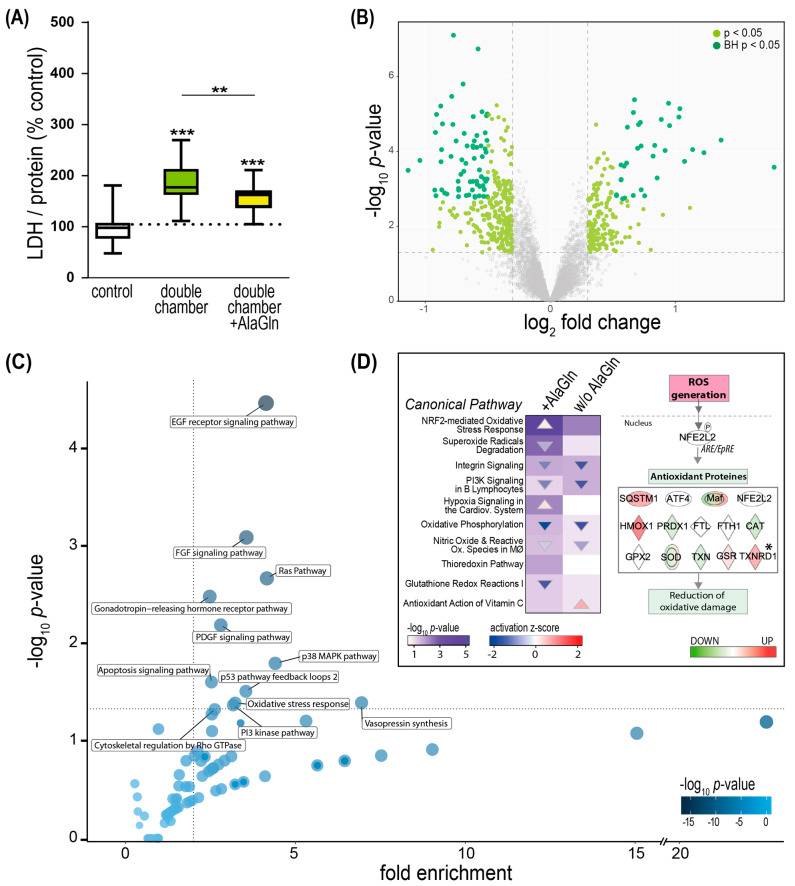 (A)
500
400
300
200
100
0
LDH / protein (% control)
**
***
***
control
double
chamber
double
chamber
+AlaGln
(B)
p < 0.05
BH p < 0.05
6
4
2
0
-log10 p-value
-1
0
1
log2 fold change
(C)
4
3
2
1
0
-log10 p-value
EGF receptor signaling pathway
FGF signaling pathway
Ras Pathway
Gonadotropin−releasing hormone receptor pathway
PDGF signaling pathway
p38 MAPK pathway
Apoptosis signaling pathway
p53 pathway feedback loops 2
Oxidative stress response
Vasopressin synthesis
PI3 kinase pathway
Cytoskeletal regulation by Rho GTPase
-log10 p-value
-15
-10
-5
0
0
5
10
15
//
20
fold enrichment
(D)
Canonical Pathway
+AlaGln
w/o AlaGln
NRF2-mediated Oxidative
Stress Response
Superoxide Radicals
Degradation
Integrin Signaling
PI3K Signaling
in B Lymphocytes
Hypoxia Signaling in
the Cardiov. System
Oxidative Phosphorylation
Nitric Oxide & Reactive
Ox. Species in MØ
Thioredoxin Pathway
Glutathione Redox Reactions I
Antioxidant Action of Vitamin C
-log10 p-value
1
3
5
activation z-score
-2
0
2
ROS
generation
Nucleus
P
NFE2L2
ARE/EpRE
Antioxidant Proteins
SQSTM1
ATF4
Maf
NFE2L2
HMOX1
PRDX1
FTL
FTH1
CAT
*
GPX2
SOD
TXN
GSR
TXNRD1
Reduction of
oxidative damage
DOWN
UP